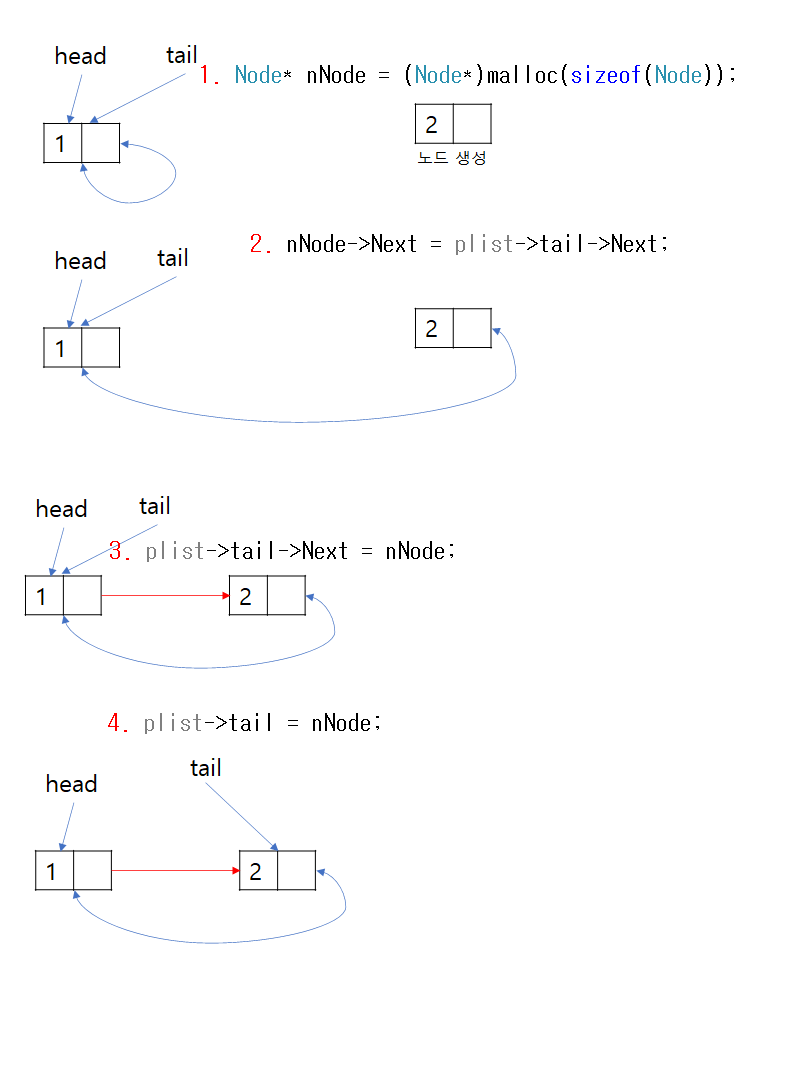 head tail
1. Node* nNode = (Node*)malloc(sizeof(Node));
1 2
노드 생성
2. nNode->Next = plist->tail->Next;
head tail
1 2
head tail
3. plist->tail->Next = nNode;
1 2
4. plist->tail = nNode;
head tail
1 2